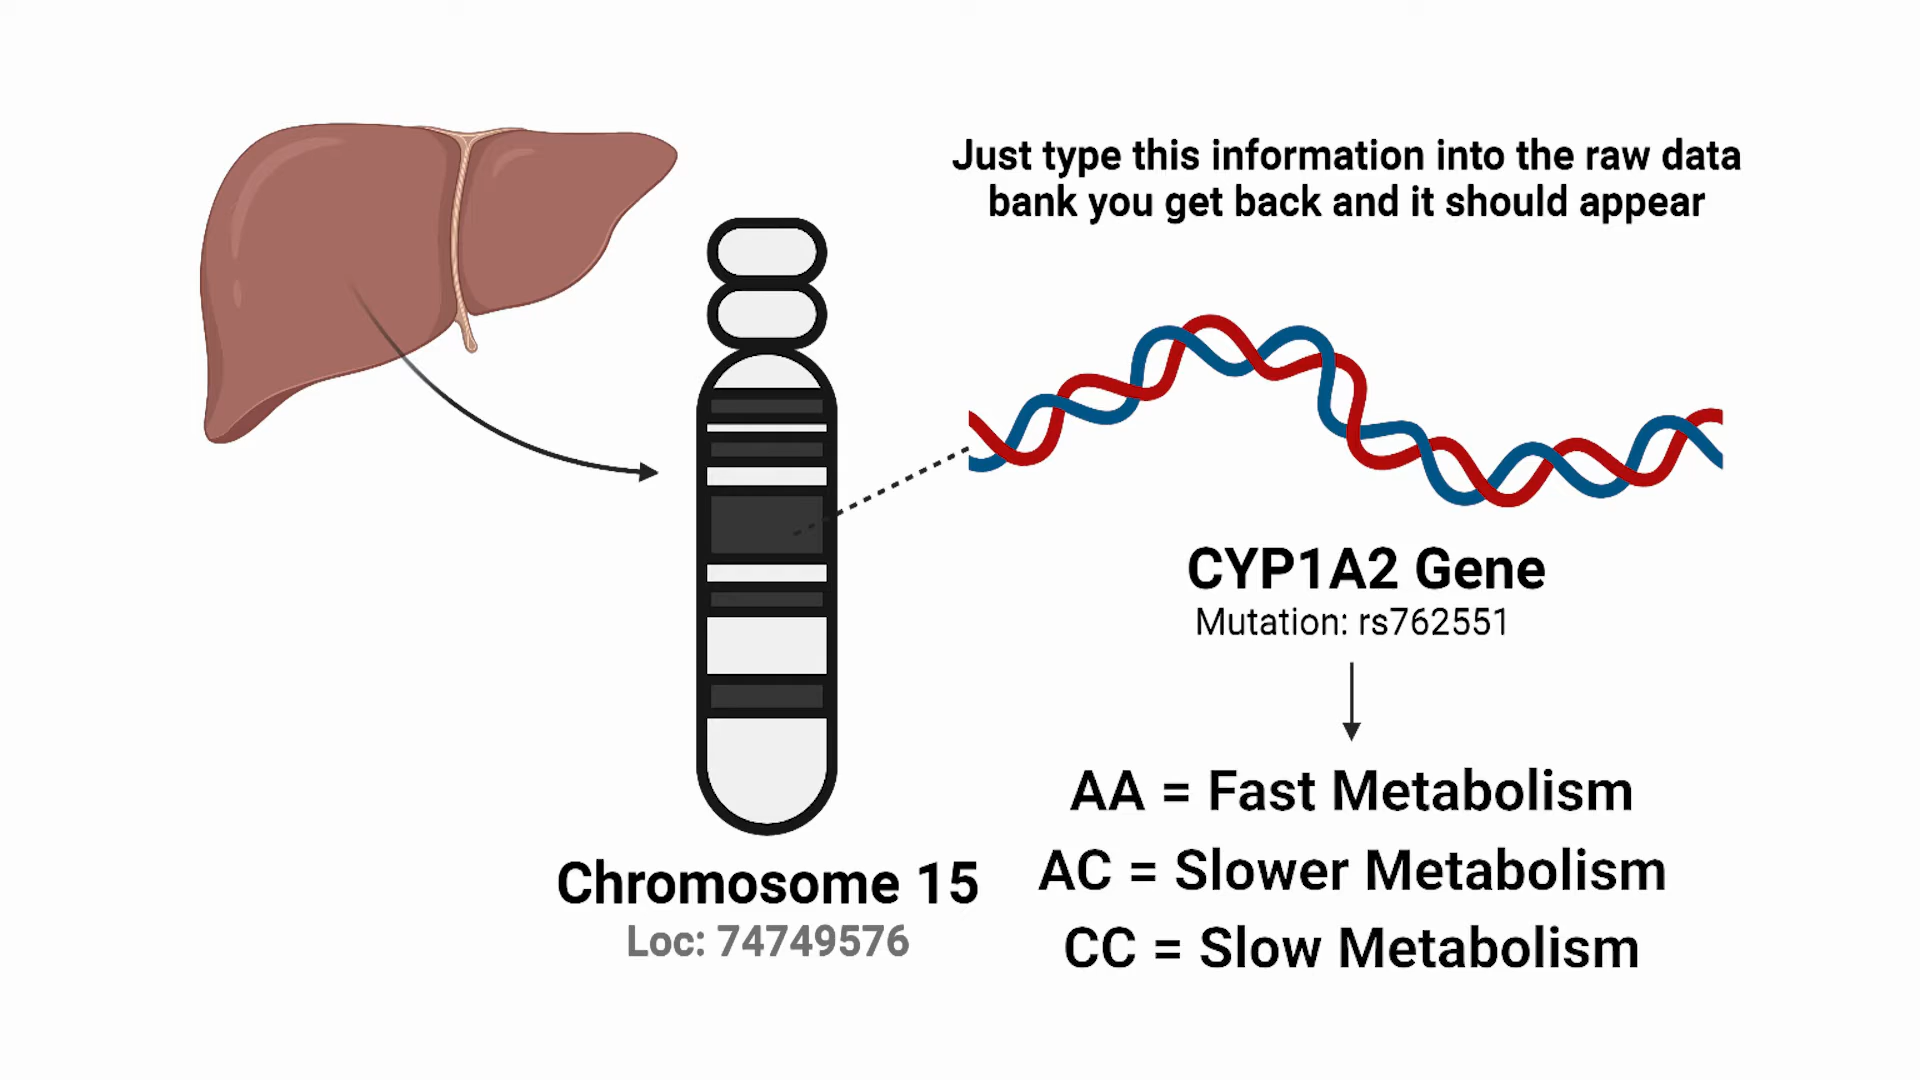 Just type this information into the raw data
bank you get back and it should appear
CYP1A2 Gene
Mutation: rs762551
AA = Fast Metabolism
AC = Slower Metabolism
CC = Slow Metabolism
Chromosome 15
Loc: 74749576